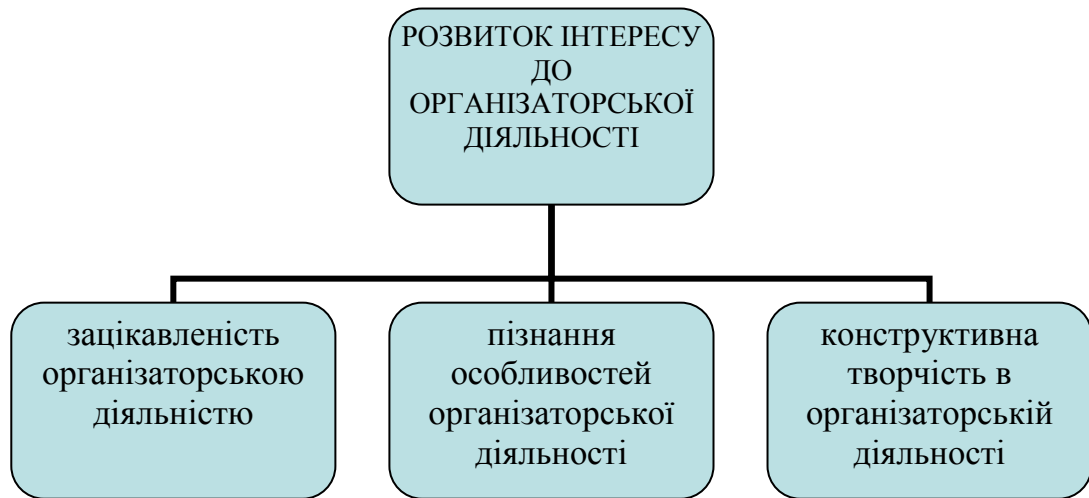 РОЗВИТОК ІНТЕРЕСУ
ДО
ОРГАНІЗАТОРСЬКОЇ
ДІЯЛЬНОСТІ
зацікавленість
організаторською
діяльністю
пізнання
особливостей
організаторської
діяльності
конструктивна
творчість в
організаторській
діяльності